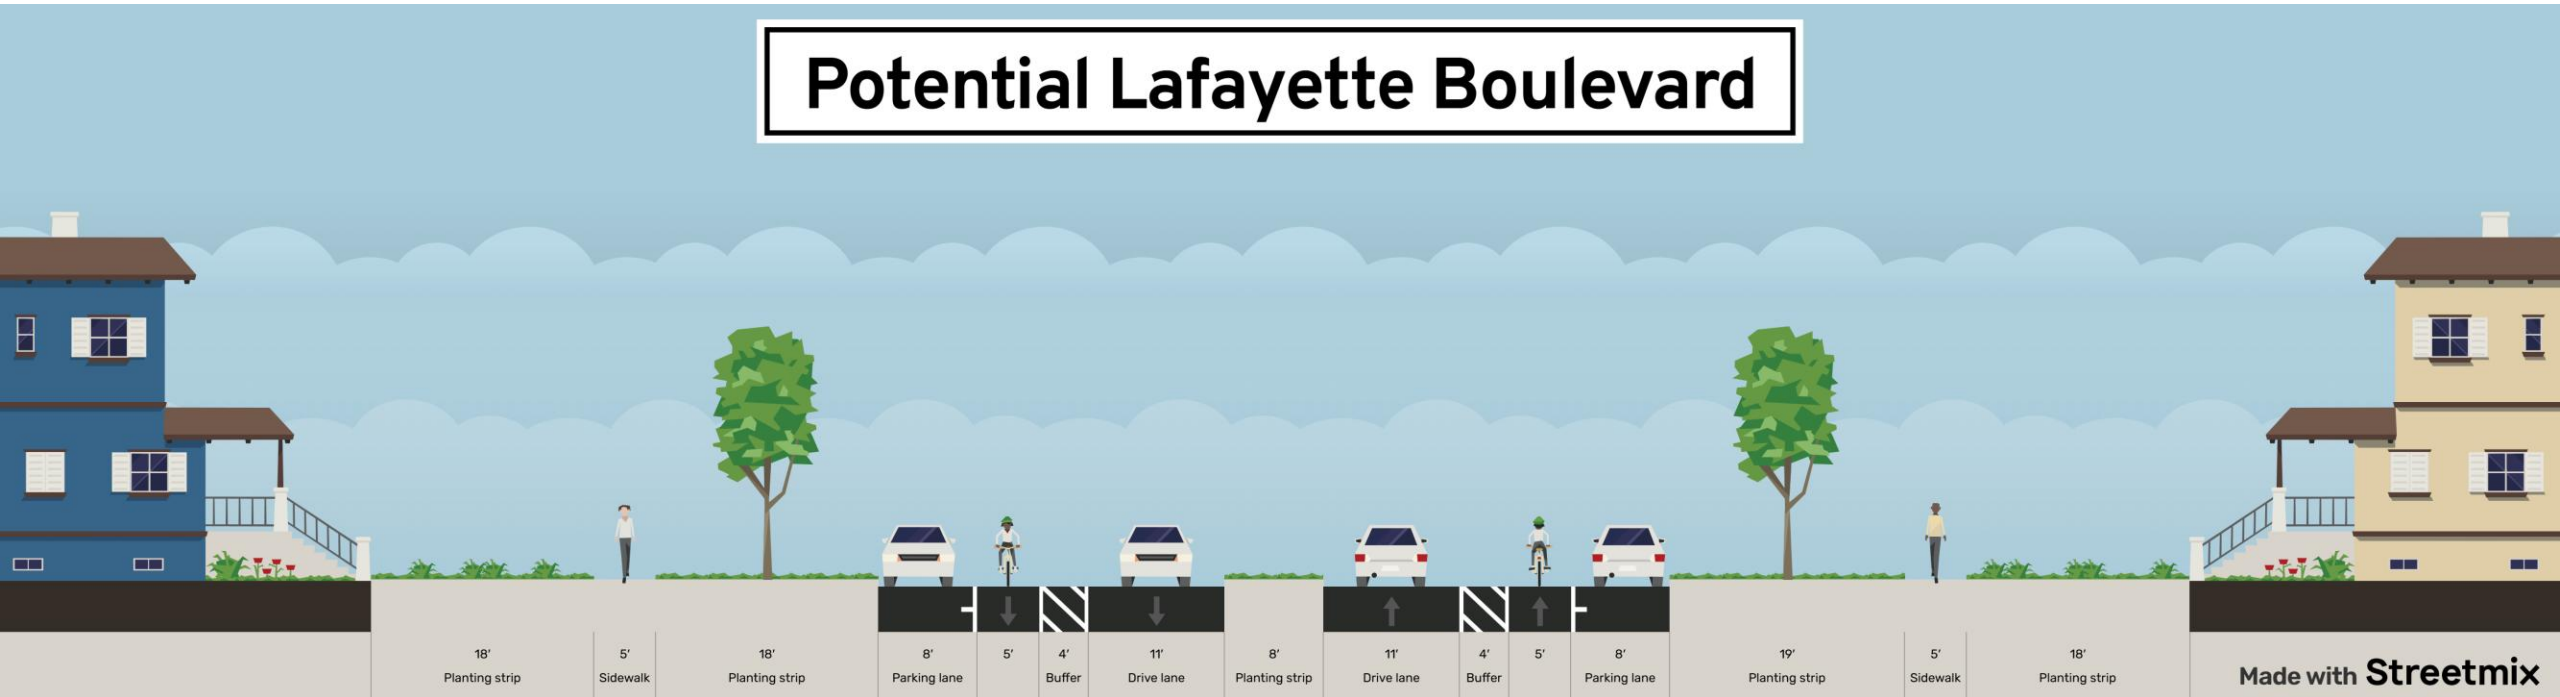 Potential Lafayette Boulevard
18' 5' 18' 8' 5' 4' 11' 8' 11' 4' 5' 8' 19' 5' 18'
Planting strip Sidewalk Planting strip Parking lane Buffer Drive lane Planting strip Drive lane Buffer Parking lane Planting strip Sidewalk Planting strip
Made with Streetmix